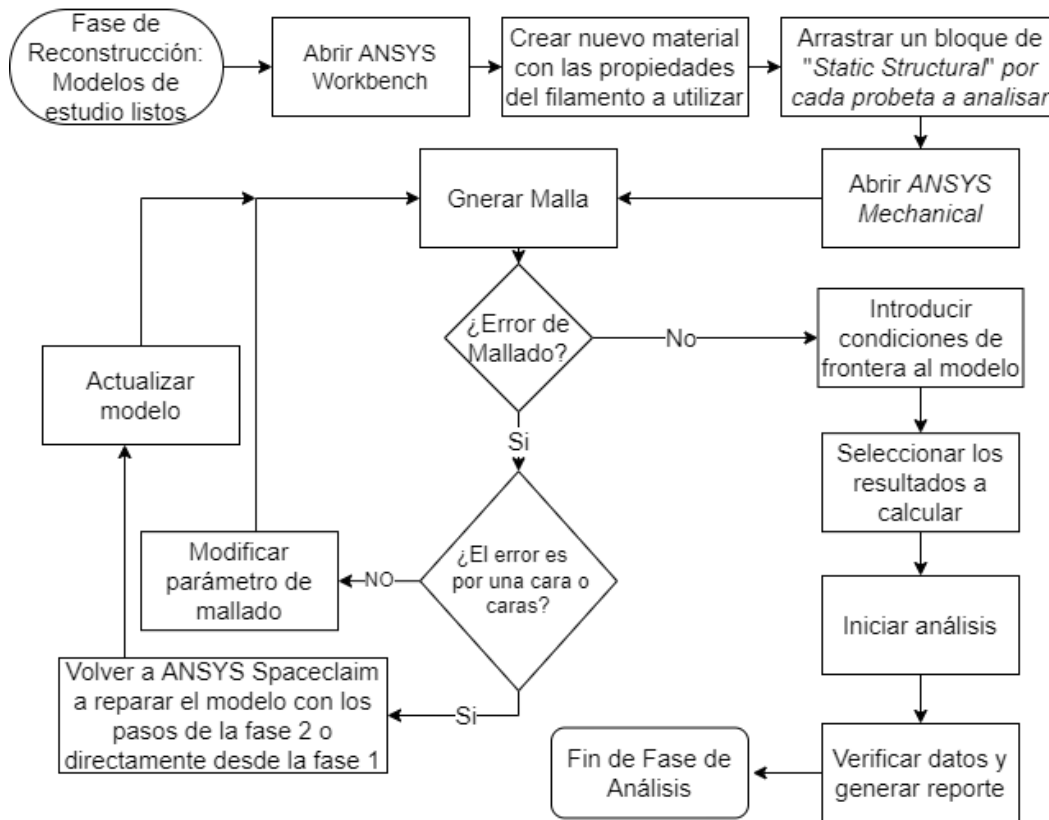 Fase de
Reconstrucción:
Modelos de
estudio listos
Abrir ANSYS
Workbench
Crear nuevo material
con las propiedades
del filamento a utilizar
Arrastrar un bloque de
"Static Structural" por
cada probeta a analisar
Abrir ANSYS
Mechanical
Gnerar Malla
¿Error de
Mallado?
No
Introducir
condiciones de
frontera al modelo
Seleccionar los
resultados a
calcular
Iniciar análisis
Verificar datos y
generar reporte
Fin de Fase de
Análisis
Si
¿El error es
por una cara o
caras?
NO
Modificar
parámetro de
mallado
Si
Volver a ANSYS Spaceclaim
a reparar el modelo con los
pasos de la fase 2 o
directamente desde la fase 1
Actualizar
modelo